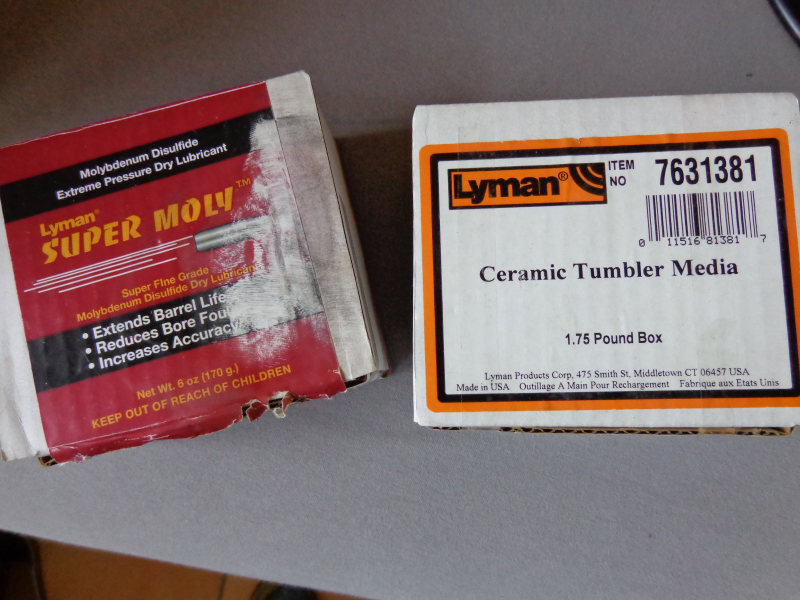 Molybdenum Disulfide
Extreme Pressure Dry Lubricant
Lyman®
SUPER MOLY™
Super Fine Grade
Molybdenum Disulfide Dry Lubricant
• Extends Barrel Life
• Reduces Bore
• Increases Accuracy
Net Wt. 6 oz (170 g.)
KEEP OUT OF REACH OF CHILDREN
Lyman®
ITEM NO 7631381
0 11516 81381 7
Ceramic Tumbler Media
1.75 Pound Box
Lyman Products Corp, 475 Smith St, Middletown CT 06457 USA
Made in USA Outillage A Main Pour Rechargement Fabrique aux Etats Unis